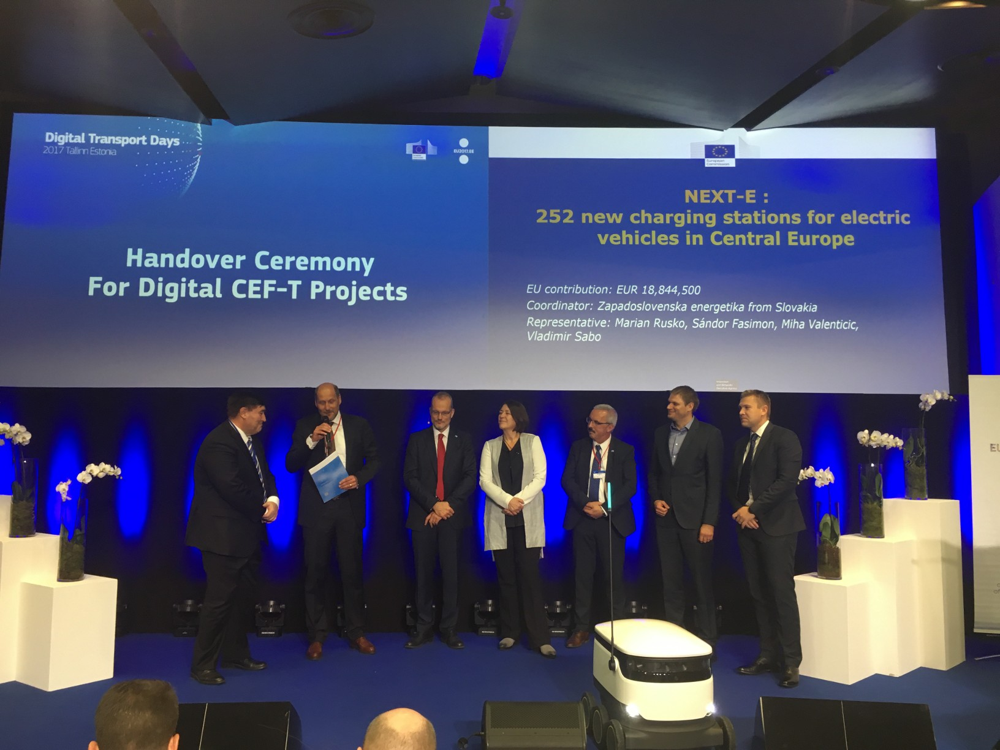 Digital Transport Days
2017 Tallinn Estonia
EU2017.EE
Handover Ceremony
For Digital CEF-T Projects
European
Commission
NEXT-E :
252 new charging stations for electric
vehicles in Central Europe
EU contribution: EUR 18,844,500
Coordinator: Zapadoslovenska energetika from Slovakia
Representative: Marian Rusko, Sándor Fasimon, Miha Valenticic,
Vladimir Sabo